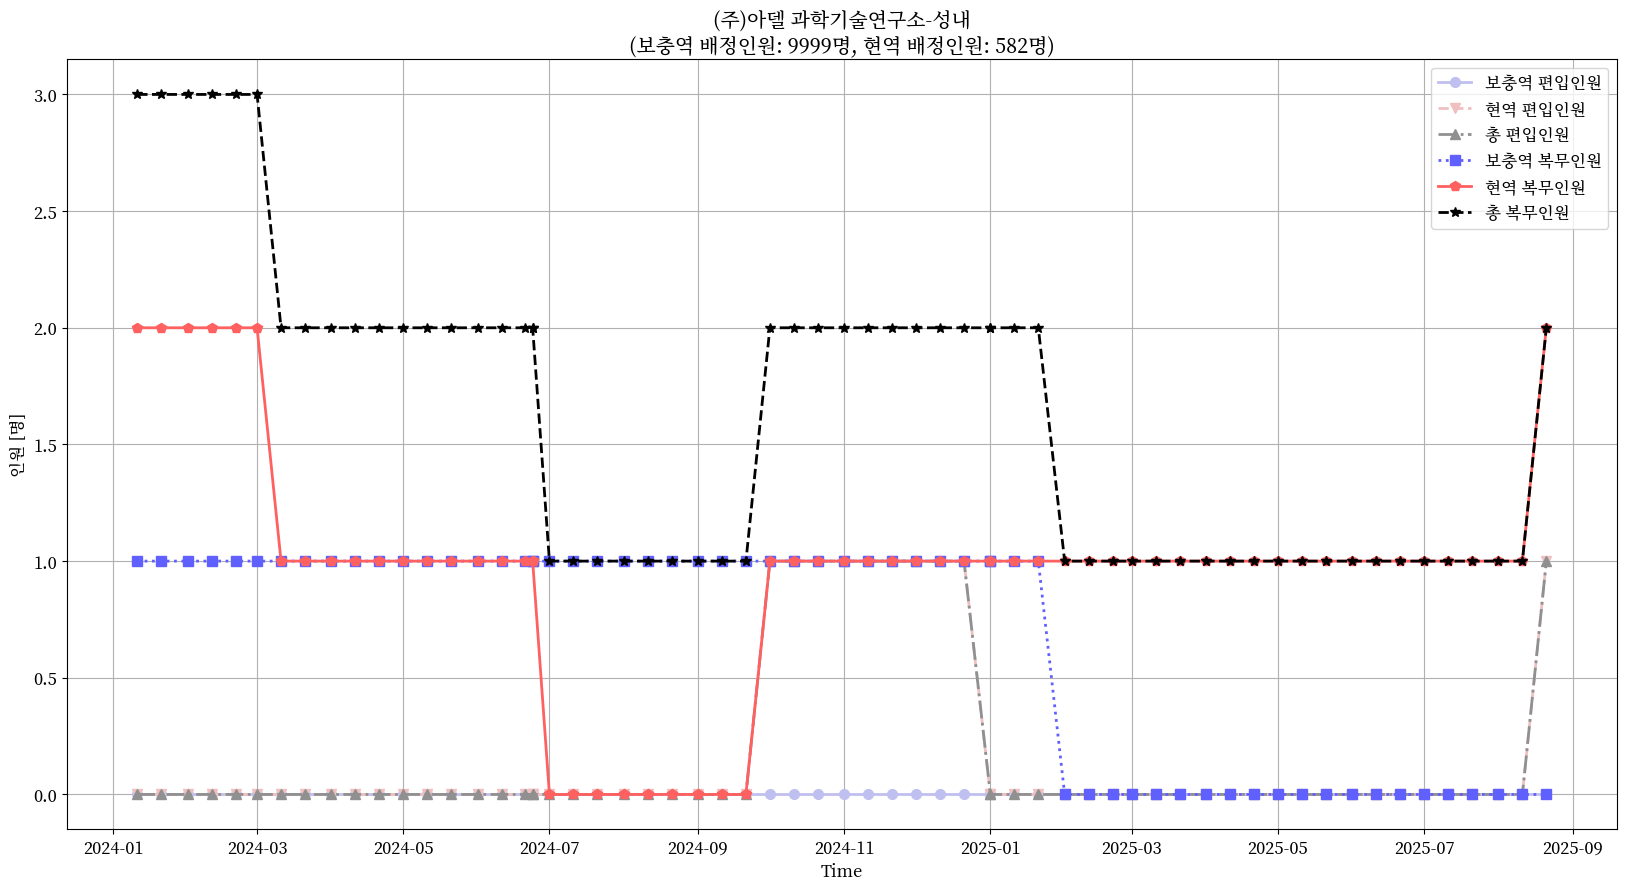 (주)아델 과학기술연구소-성내
(보충역 배정인원: 9999명, 현역 배정인원: 582명)
보충역 편입인원
현역 편입인원
총 편입인원
보충역 복무인원
현역 복무인원
총 복무인원
인원 [명]
3.0
2.5
2.0
1.5
1.0
0.5
0.0
2024-01 2024-03 2024-05 2024-07 2024-09 2024-11 2025-01 2025-03 2025-05 2025-07 2025-09
Time